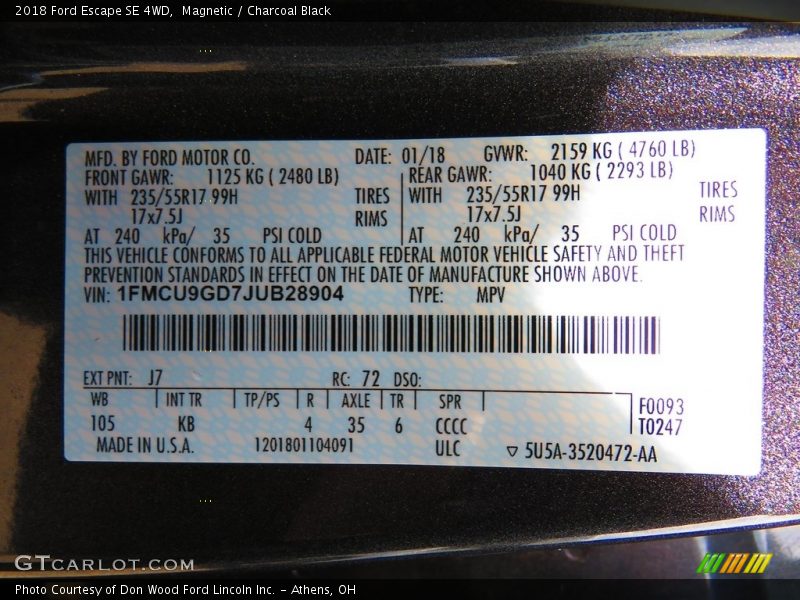 2018 Ford Escape SE 4WD, Magnetic / Charcoal Black
MFD. BY FORD MOTOR CO. DATE: 01/18 GVWR: 2159 KG ( 4760 LB)
FRONT GAWR: 1125 KG ( 2480 LB) REAR GAWR: 1040 KG ( 2293 LB)
WITH 235/55R17 99H TIRES WITH 235/55R17 99H TIRES
17x7.5J RIMS 17x7.5J RIMS
AT 240 kPa/ 35 PSI COLD AT 240 kPa/ 35 PSI COLD
THIS VEHICLE CONFORMS TO ALL APPLICABLE FEDERAL MOTOR VEHICLE SAFETY AND THEFT
PREVENTION STANDARDS IN EFFECT ON THE DATE OF MANUFACTURE SHOWN ABOVE.
VIN: 1FMCU9GD7JUB28904 TYPE: MPV
EXT PNT: J7 RC: 72 DSO:
WB INT TR TP/PS R AXLE TR SPR F0093
105 KB 4 35 6 CCCC T0247
MADE IN U.S.A. 1201801104091 ULC ▽ 5U5A-3520472-AA
GTCARLOT.COM
Photo Courtesy of Don Wood Ford Lincoln Inc. - Athens, OH